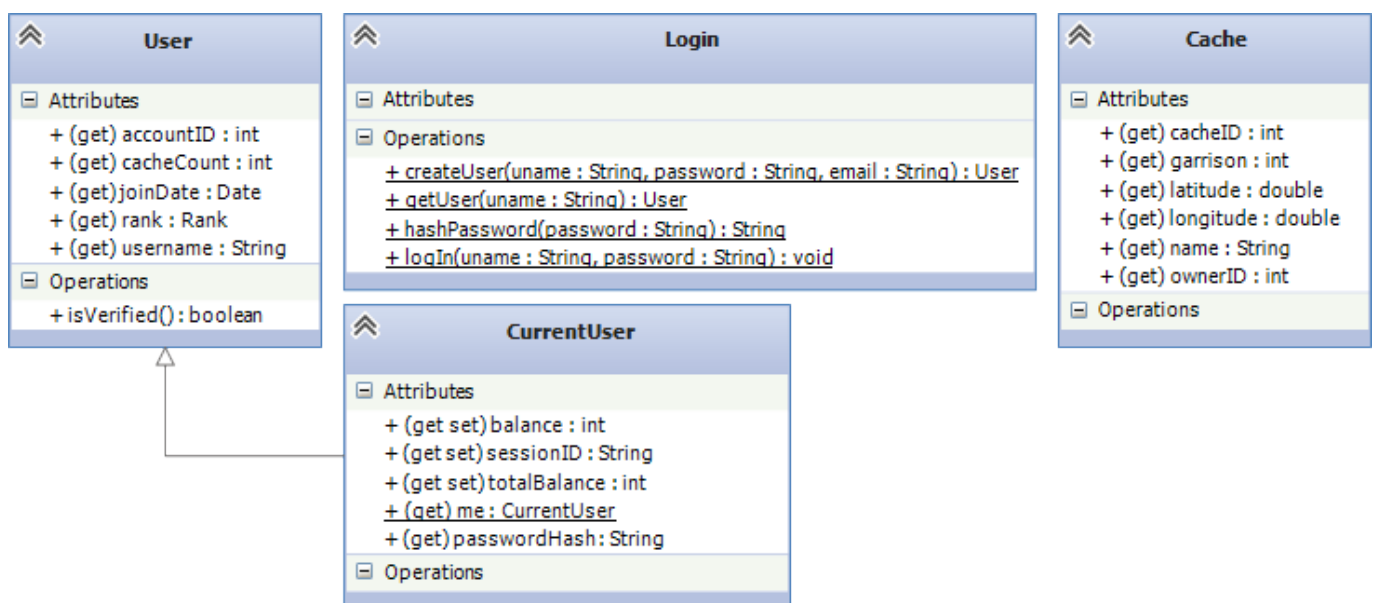 User
Attributes
+ (get) accountID : int
+ (get) cacheCount : int
+ (get)joinDate : Date
+ (get) rank : Rank
+ (get) username : String
Operations
+isVerified(): boolean
Login
Attributes
Operations
+ createUser(uname : String, password : String, email : String) : User
+ getUser(uname : String) : User
+ hashPassword(password : String) : String
+ logIn(uname : String, password : String) : void
Cache
Attributes
+ (get) cacheID : int
+ (get) garrison : int
+ (get) latitude : double
+ (get) longitude : double
+ (get) name : String
+ (get) ownerID : int
Operations
CurrentUser
Attributes
+ (get set) balance : int
+ (get set) sessionID : String
+ (get set) totalBalance : int
+ (get) me : CurrentUser
+ (get) passwordHash: String
Operations